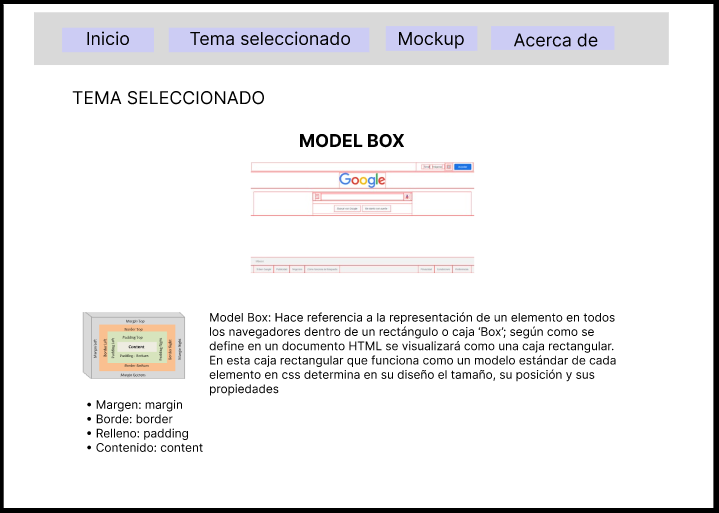 Inicio
Tema seleccionado
Mockup
Acerca de
TEMA SELECCIONADO
MODEL BOX
Google
Margin Top
Border Top
Padding Top
Content
Margin Left
Border Left
Padding Left
Padding Right
Border Right
Margin Right
Padding Bottom
Border Bottom
Model Box: Hace referencia a la representación de un elemento en todos
los navegadores dentro de un rectángulo o caja ‘Box’; según como se
define en un documento HTML se visualizará como una caja rectangular.
En esta caja rectangular que funciona como un modelo estándar de cada
elemento en css determina en su diseño el tamaño, su posición y sus
propiedades
• Margen: margin
• Borde: border
• Relleno: padding
• Contenido: content